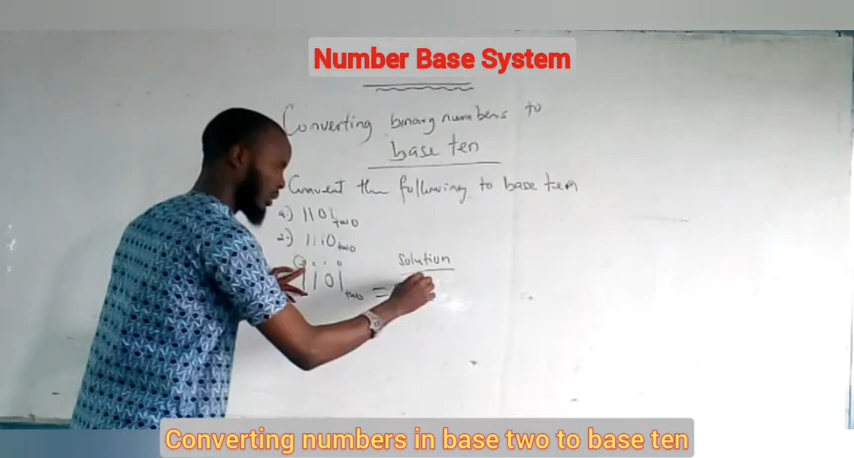 Number Base System
Converting binary numbers to
base ten
Convert the following to base ten
a) 1101two
2.) 1110two
Solution
1101two =
Converting numbers in base two to base ten